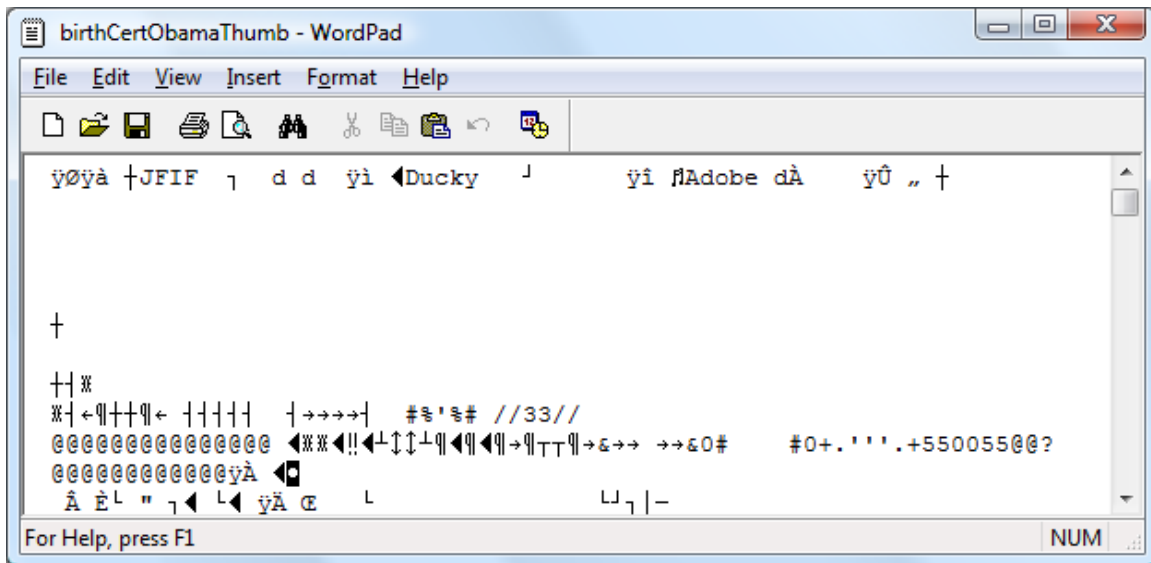 birthCertObamaThumb - WordPad
File Edit View Insert Format Help
ÿØÿà ┼JFIF ┐ d d ÿì ◄Ducky ┘ ÿî Adobe dÀ ÿÛ „ ┼
┼
┼┤※
※┤←¶┼┼¶← ┤┤┤┤┤ ┤→→→→┤ #%'%# //33//
@@@@@@@@@@@@@@@ ◄※※◄‼◄┴↕↕┴¶◄¶◄¶→¶┬┬¶→&→→ →→&0# #0+.'''.+550055@@?
@@@@@@@@@@@@ÿÀ ◄◘
Â È└ " ┐◄ └◄ ÿÄ Œ └ └┘┐│─
For Help, press F1
NUM